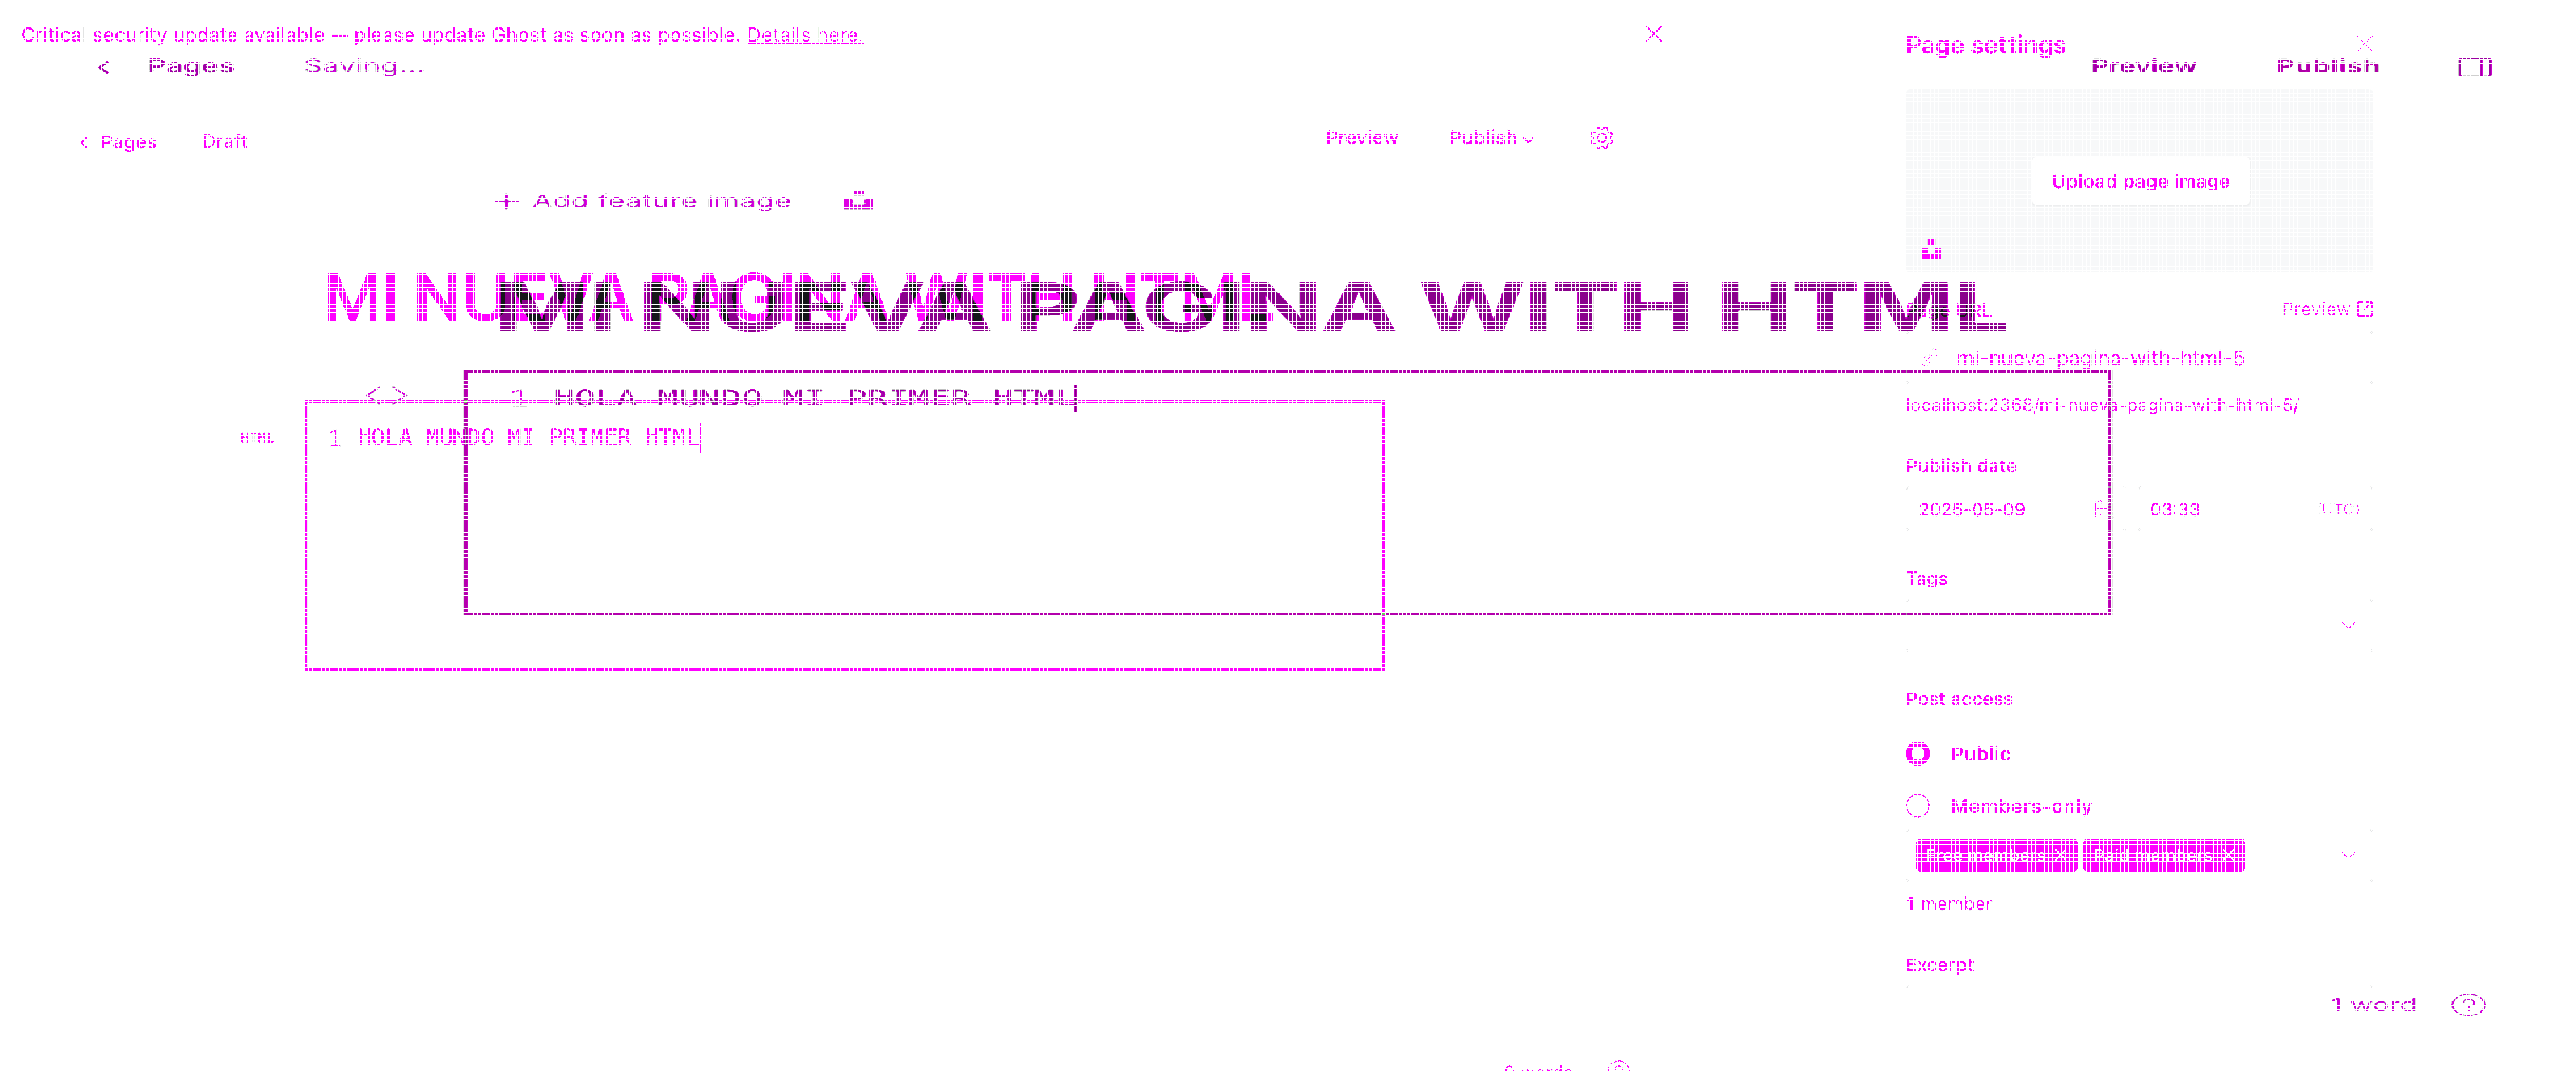 Critical security update available — please update Ghost as soon as possible. Details here.
Page settings
Pages Saving...
Preview Publish
Pages Draft
Preview Publish
Upload page image
+ Add feature image
MI NUEVA PAGINA WITH HTML
MI NUEVA PAGINA WITH HTML
Preview
mi-nueva-pagina-with-html-5
<> 1 HOLA MUNDO MI PRIMER HTML
localhost:2368/mi-nueva-pagina-with-html-5/
HTML 1 HOLA MUNDO MI PRIMER HTML
Publish date
2025-05-09 03:33 (UTC)
Tags
Post access
Public
Members-only
Free members × Paid members ×
1 member
Excerpt
1 word ?
words